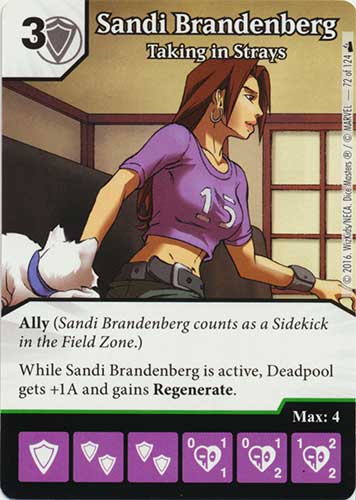 3
Sandi Brandenberg
Taking in Strays
15
© 2016. WizKids/NECA. Dice Masters ® / © MARVEL — 72 of 124
Ally (Sandi Brandenberg counts as a Sidekick
in the Field Zone.)
While Sandi Brandenberg is active, Deadpool
gets +1A and gains Regenerate.
Max: 4
0 1 1
0 1 2
1 2 2